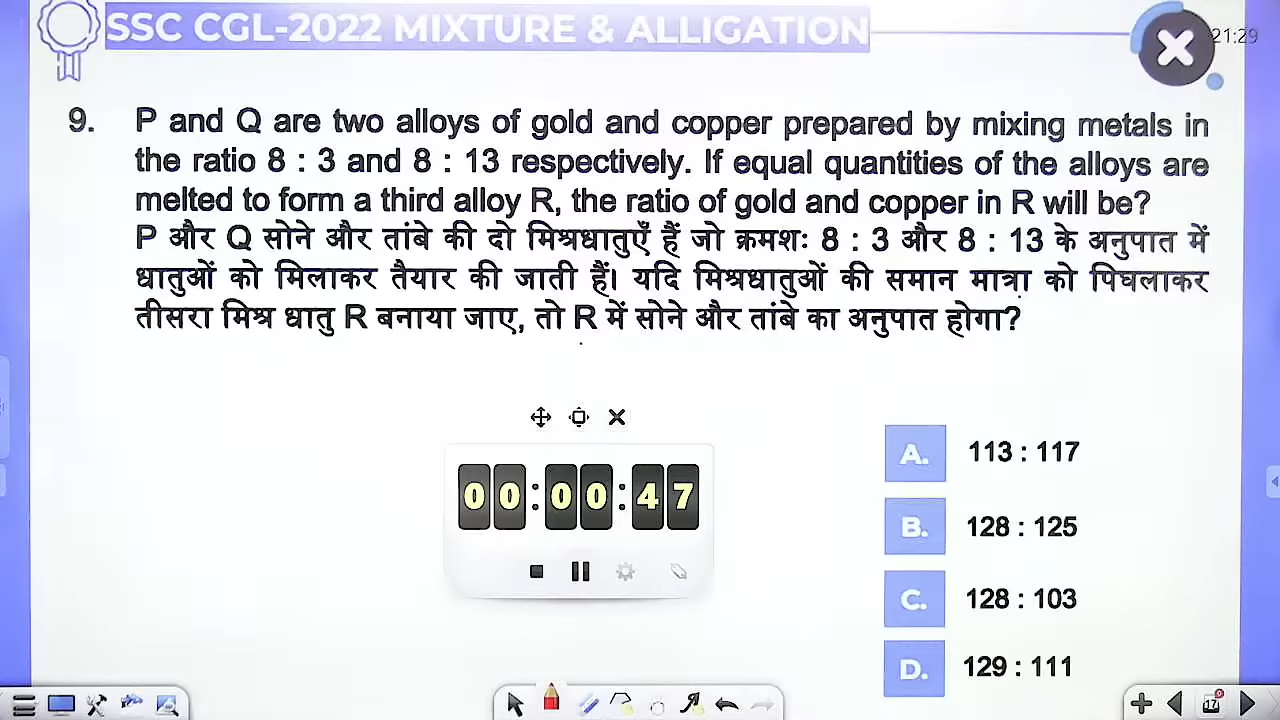 SSC CGL-2022 MIXTURE & ALLIGATION
21:29
9. P and Q are two alloys of gold and copper prepared by mixing metals in
the ratio 8 : 3 and 8 : 13 respectively. If equal quantities of the alloys are
melted to form a third alloy R, the ratio of gold and copper in R will be?
P और Q सोने और तांबे की दो मिश्रधातुएँ हैं जो क्रमशः 8 : 3 और 8 : 13 के अनुपात में
धातुओं को मिलाकर तैयार की जाती हैं। यदि मिश्रधातुओं की समान मात्रा को पिघलाकर
तीसरा मिश्र धातु R बनाया जाए, तो R में सोने और तांबे का अनुपात होगा?
00:00:47
A. 113 : 117
B. 128 : 125
C. 128 : 103
D. 129 : 111
17